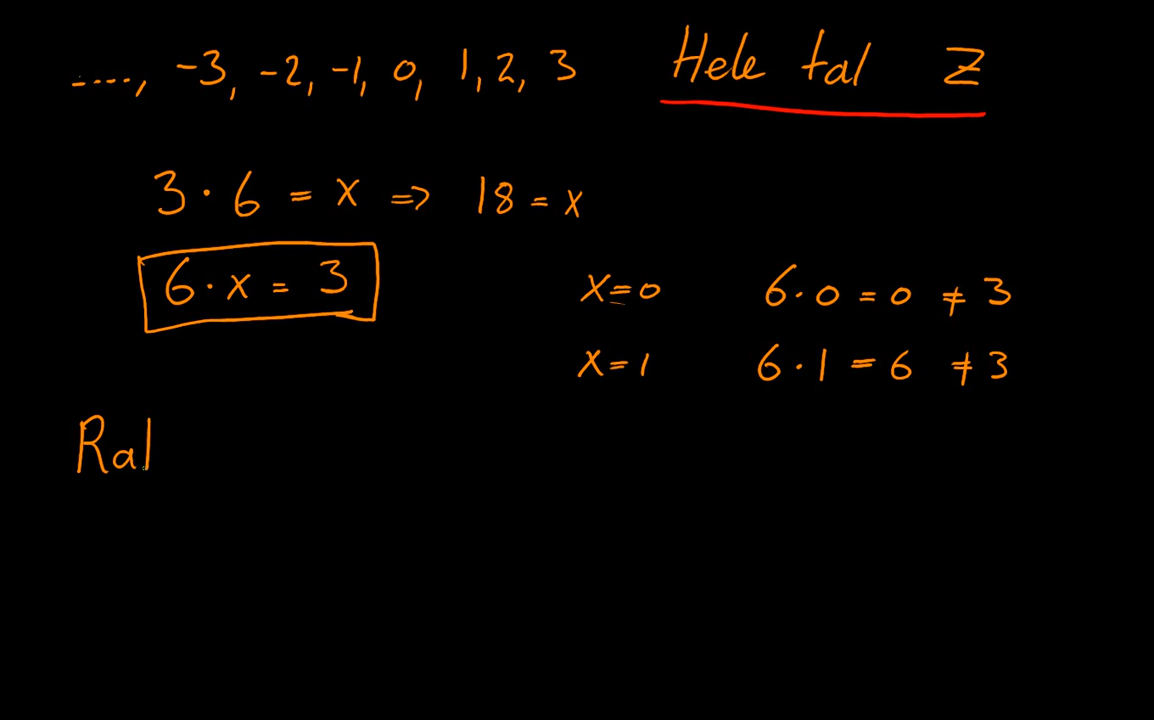 ...., -3, -2, -1, 0, 1, 2, 3 Hele tal Z
3 · 6 = x => 18 = x
6 · x = 3
x=0 6 · 0 = 0 ≠ 3
x=1 6 · 1 = 6 ≠ 3
Ral